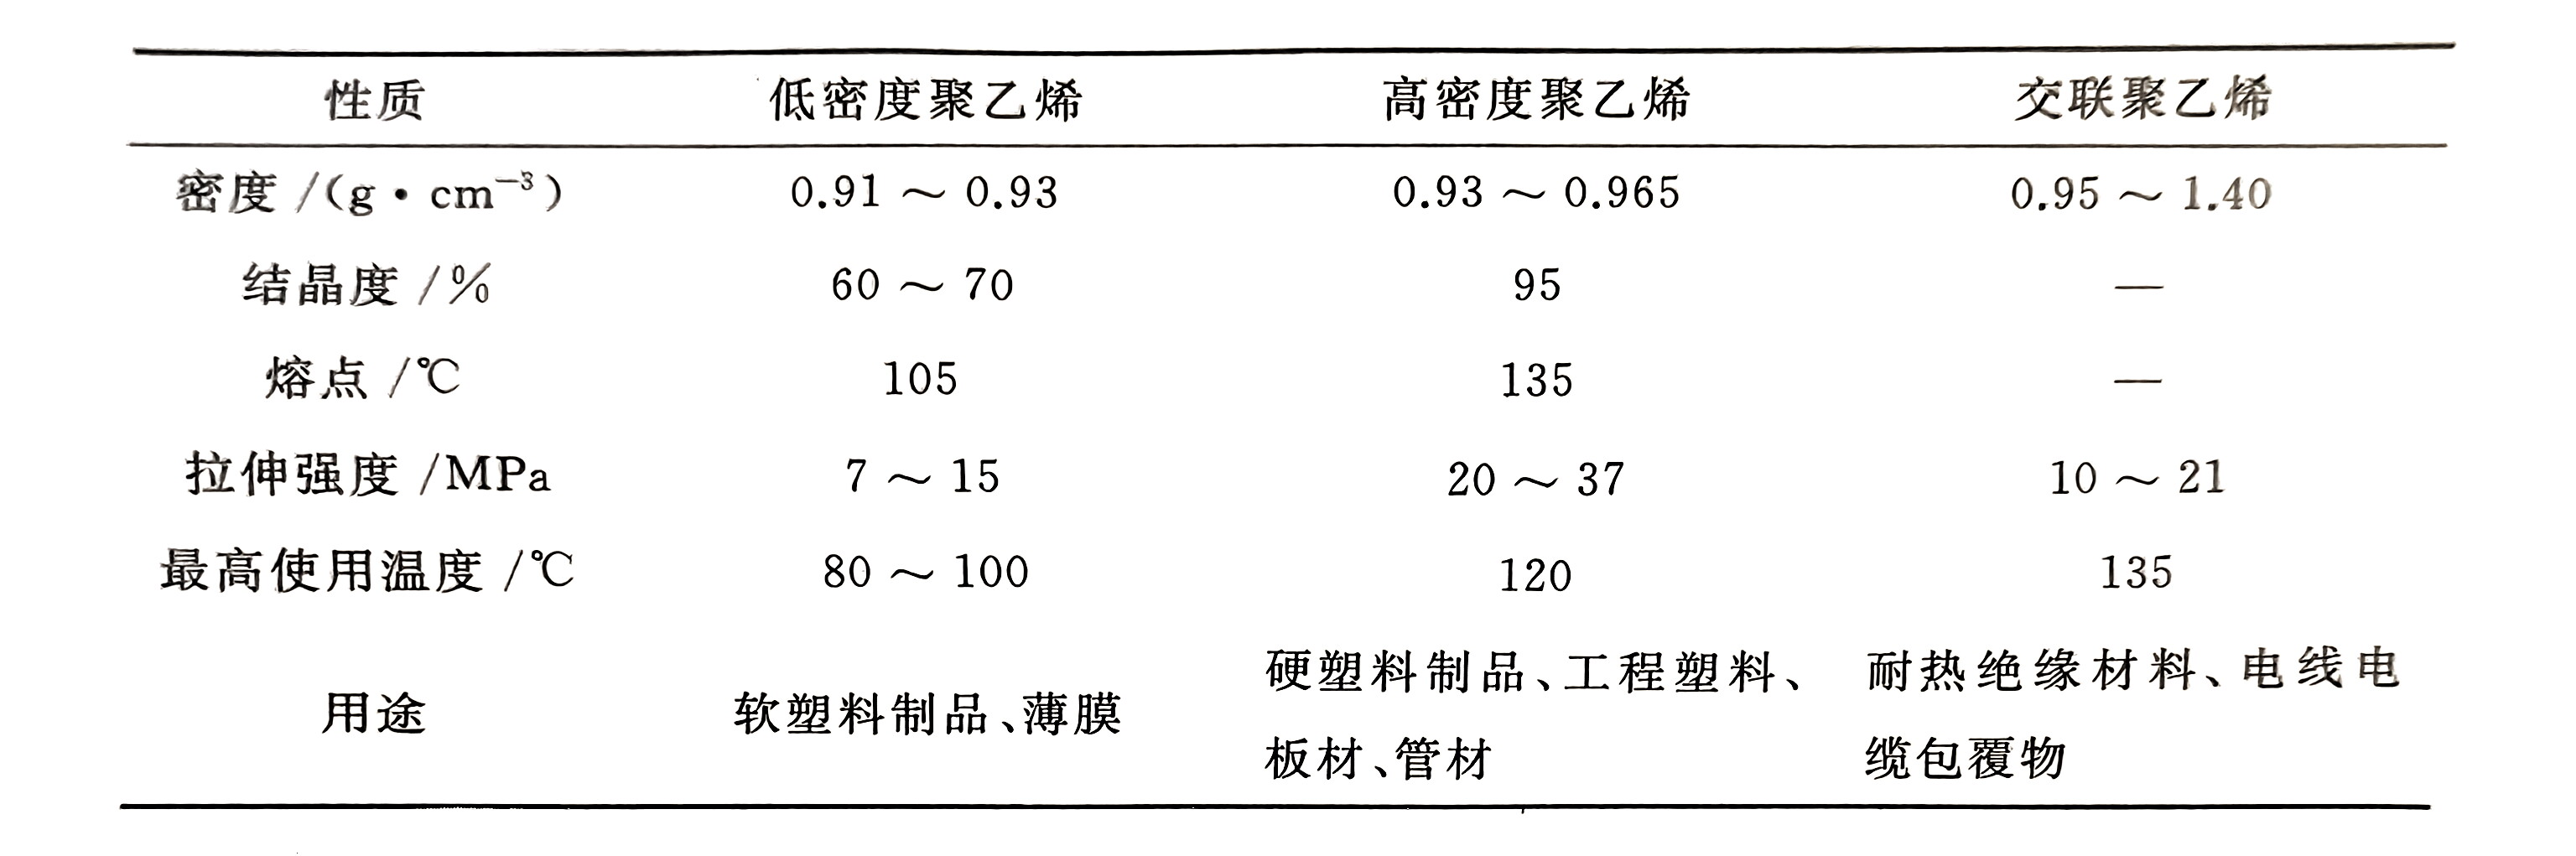 性质 低密度聚乙烯 高密度聚乙烯 交联聚乙烯
密度/(g·cm⁻³) 0.91～0.93 0.93～0.965 0.95～1.40
结晶度/% 60～70 95 —
熔点/℃ 105 135 —
拉伸强度/MPa 7～15 20～37 10～21
最高使用温度/℃ 80～100 120 135
用途 软塑料制品、薄膜 硬塑料制品、工程塑料、 耐热绝缘材料、电线电
板材、管材 缆包覆物